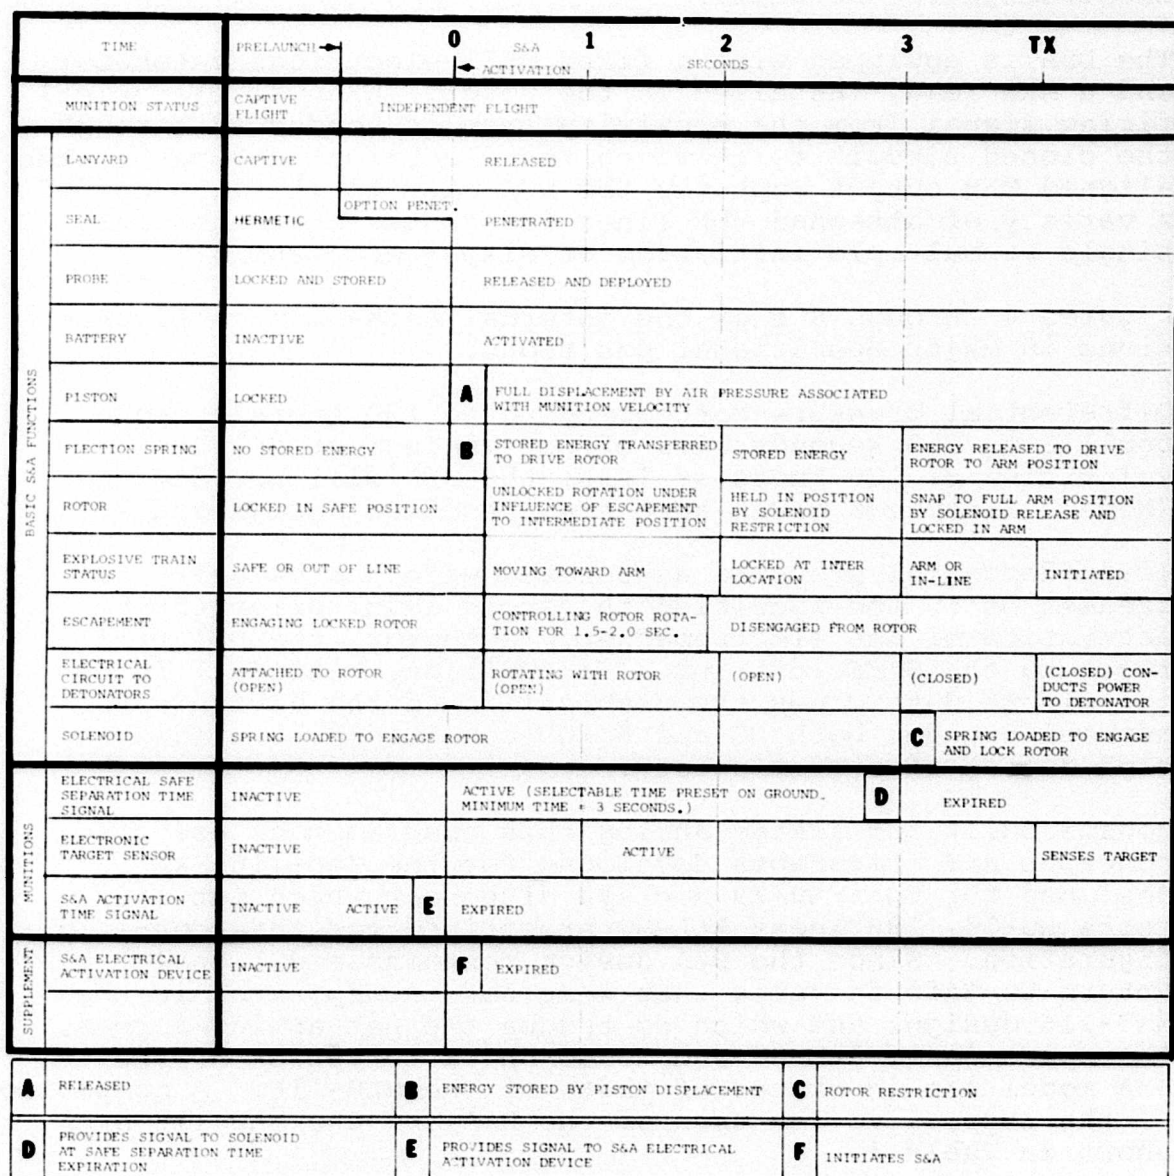 TIME PRELAUNCH 0 S&A 1 2 3 TX
ACTIVATION SECONDS
MUNITION STATUS CAPTIVE INDEPENDENT FLIGHT
FLIGHT
BASIC S&A FUNCTIONS
LANYARD CAPTIVE RELEASED
OPTION PENET.
SEAL HERMETIC PENETRATED
PROBE LOCKED AND STORED RELEASED AND DEPLOYED
BATTERY INACTIVE ACTIVATED
PISTON LOCKED A FULL DISPLACEMENT BY AIR PRESSURE ASSOCIATED
WITH MUNITION VELOCITY
FLECTION SPRING NO STORED ENERGY B STORED ENERGY TRANSFERRED STORED ENERGY ENERGY RELEASED TO DRIVE
TO DRIVE ROTOR ROTOR TO ARM POSITION
ROTOR LOCKED IN SAFE POSITION UNLOCKED ROTATION UNDER HELD IN POSITION SNAP TO FULL ARM POSITION
INFLUENCE OF ESCAPEMENT BY SOLENOID BY SOLENOID RELEASE AND
TO INTERMEDIATE POSITION RESTRICTION LOCKED IN ARM
EXPLOSIVE TRAIN SAFE OR OUT OF LINE MOVING TOWARD ARM LOCKED AT INTER ARM OR INITIATED
STATUS LOCATION IN-LINE
ESCAPEMENT ENGAGING LOCKED ROTOR CONTROLLING ROTOR ROTA- DISENGAGED FROM ROTOR
TION FOR 1.5-2.0 SEC.
ELECTRICAL ATTACHED TO ROTOR ROTATING WITH ROTOR (OPEN) (CLOSED) (CLOSED) CON-
CIRCUIT TO (OPEN) (OPEN) DUCTS POWER
DETONATORS TO DETONATOR
SOLENOID SPRING LOADED TO ENGAGE ROTOR C SPRING LOADED TO ENGAGE
AND LOCK ROTOR
MUNITIONS
ELECTRICAL SAFE INACTIVE ACTIVE (SELECTABLE TIME PRESET ON GROUND. D EXPIRED
SEPARATION TIME MINIMUM TIME = 3 SECONDS.)
SIGNAL
ELECTRONIC INACTIVE ACTIVE SENSES TARGET
TARGET SENSOR
S&A ACTIVATION INACTIVE ACTIVE E EXPIRED
TIME SIGNAL
SUPPLEMENT
S&A ELECTRICAL INACTIVE F EXPIRED
ACTIVATION DEVICE
A RELEASED B ENERGY STORED BY PISTON DISPLACEMENT C ROTOR RESTRICTION
D PROVIDES SIGNAL TO SOLENOID E PROVIDES SIGNAL TO S&A ELECTRICAL F INITIATES S&A
AT SAFE SEPARATION TIME ACTIVATION DEVICE
EXPIRATION